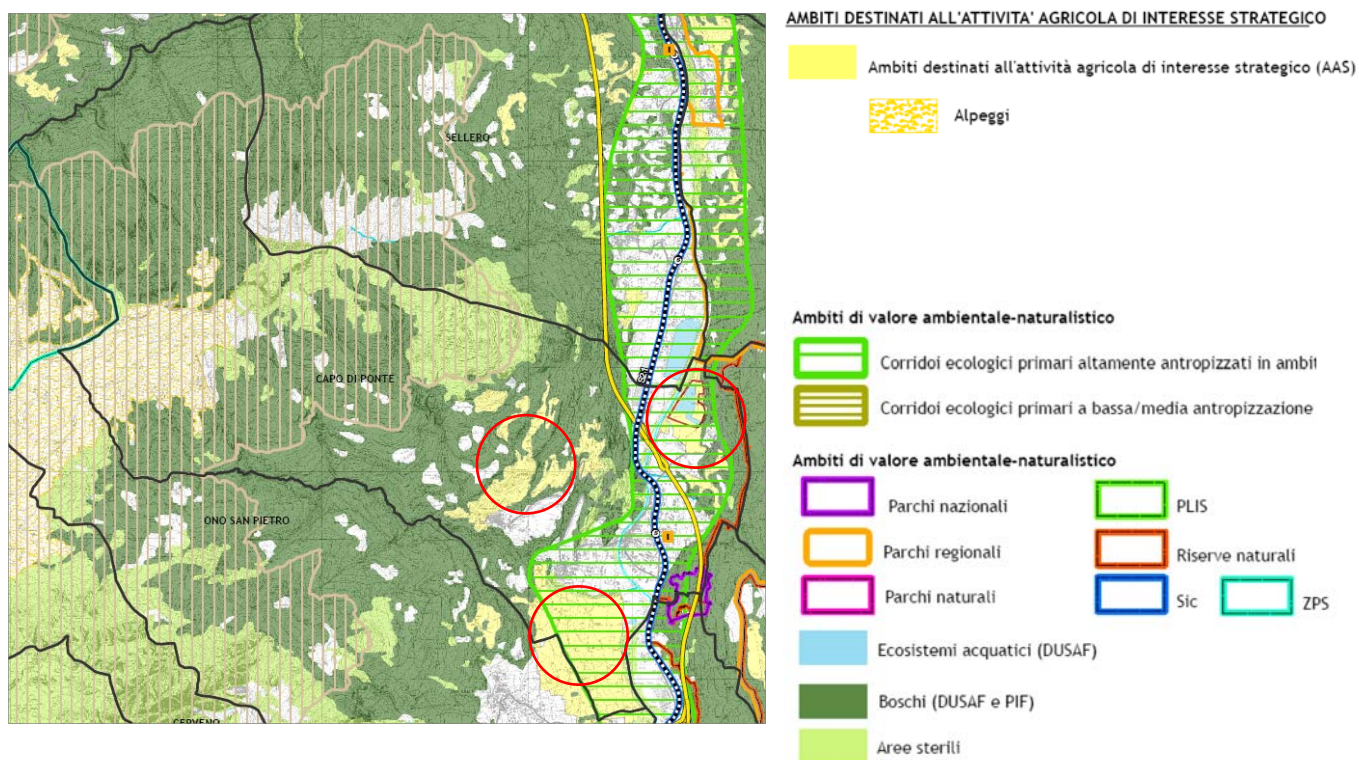 AMBITI DESTINATI ALL'ATTIVITA' AGRICOLA DI INTERESSE STRATEGICO
Ambiti destinati all'attività agricola di interesse strategico (AAS)
Alpeggi
Ambiti di valore ambientale-naturalistico
Corridoi ecologici primari altamente antropizzati in ambit
Corridoi ecologici primari a bassa/media antropizzazione
Ambiti di valore ambientale-naturalistico
Parchi nazionali
PLIS
Parchi regionali
Riserve naturali
Parchi naturali
Sic
ZPS
Ecosistemi acquatici (DUSAF)
Boschi (DUSAF e PIF)
Aree sterili
SELLERO
CAPO DI PONTE
ONO SAN PIETRO
CERVENO